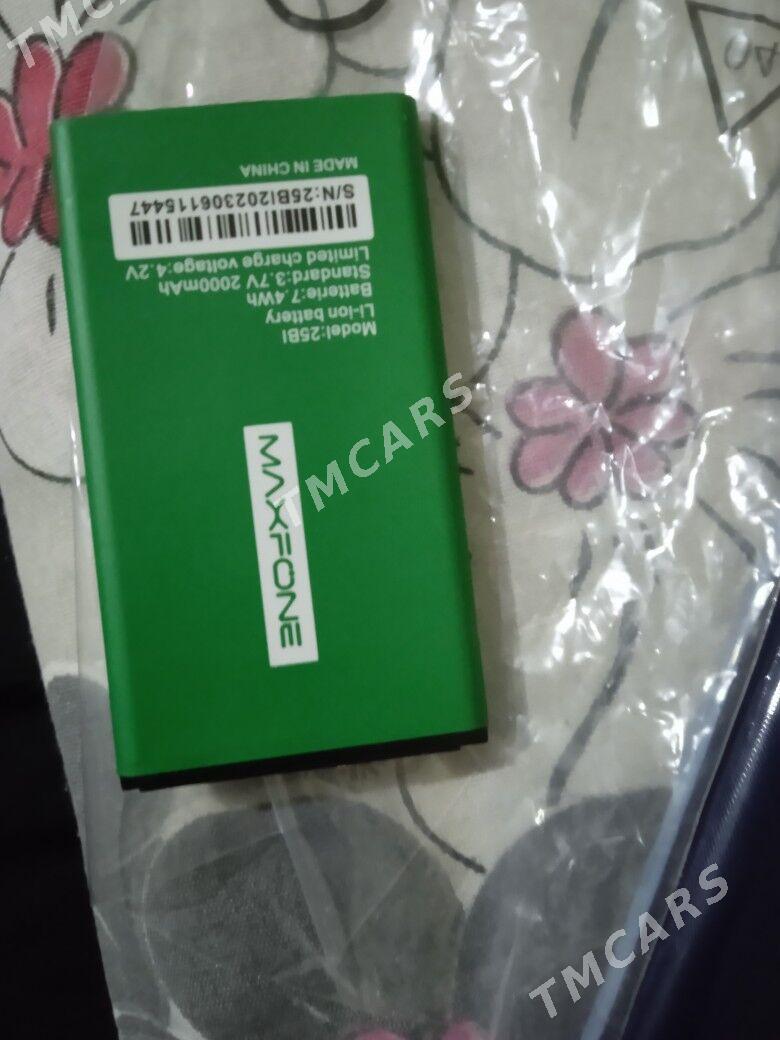 MAXFONE
Model:25BI
Li-ion battery
Batterie:7.4Wh
Standard:3.7V 2000mAh
Limited charge voltage:4.2V
S/N:25BI202306115447
MADE IN CHINA
TMCARS
TMCARS
TMCARS
04